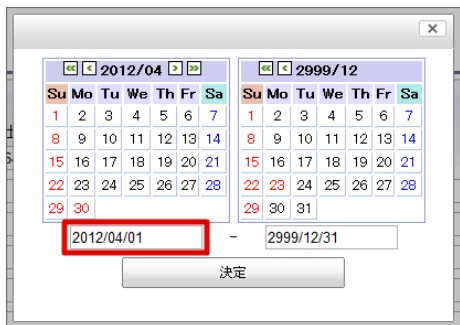 2012/04
Su Mo Tu We Th Fr Sa
1 2 3 4 5 6 7
8 9 10 11 12 13 14
15 16 17 18 19 20 21
22 23 24 25 26 27 28
29 30
2999/12
Su Mo Tu We Th Fr Sa
1 2 3 4 5 6 7
8 9 10 11 12 13 14
15 16 17 18 19 20 21
22 23 24 25 26 27 28
29 30 31
2012/04/01 - 2999/12/31
決定